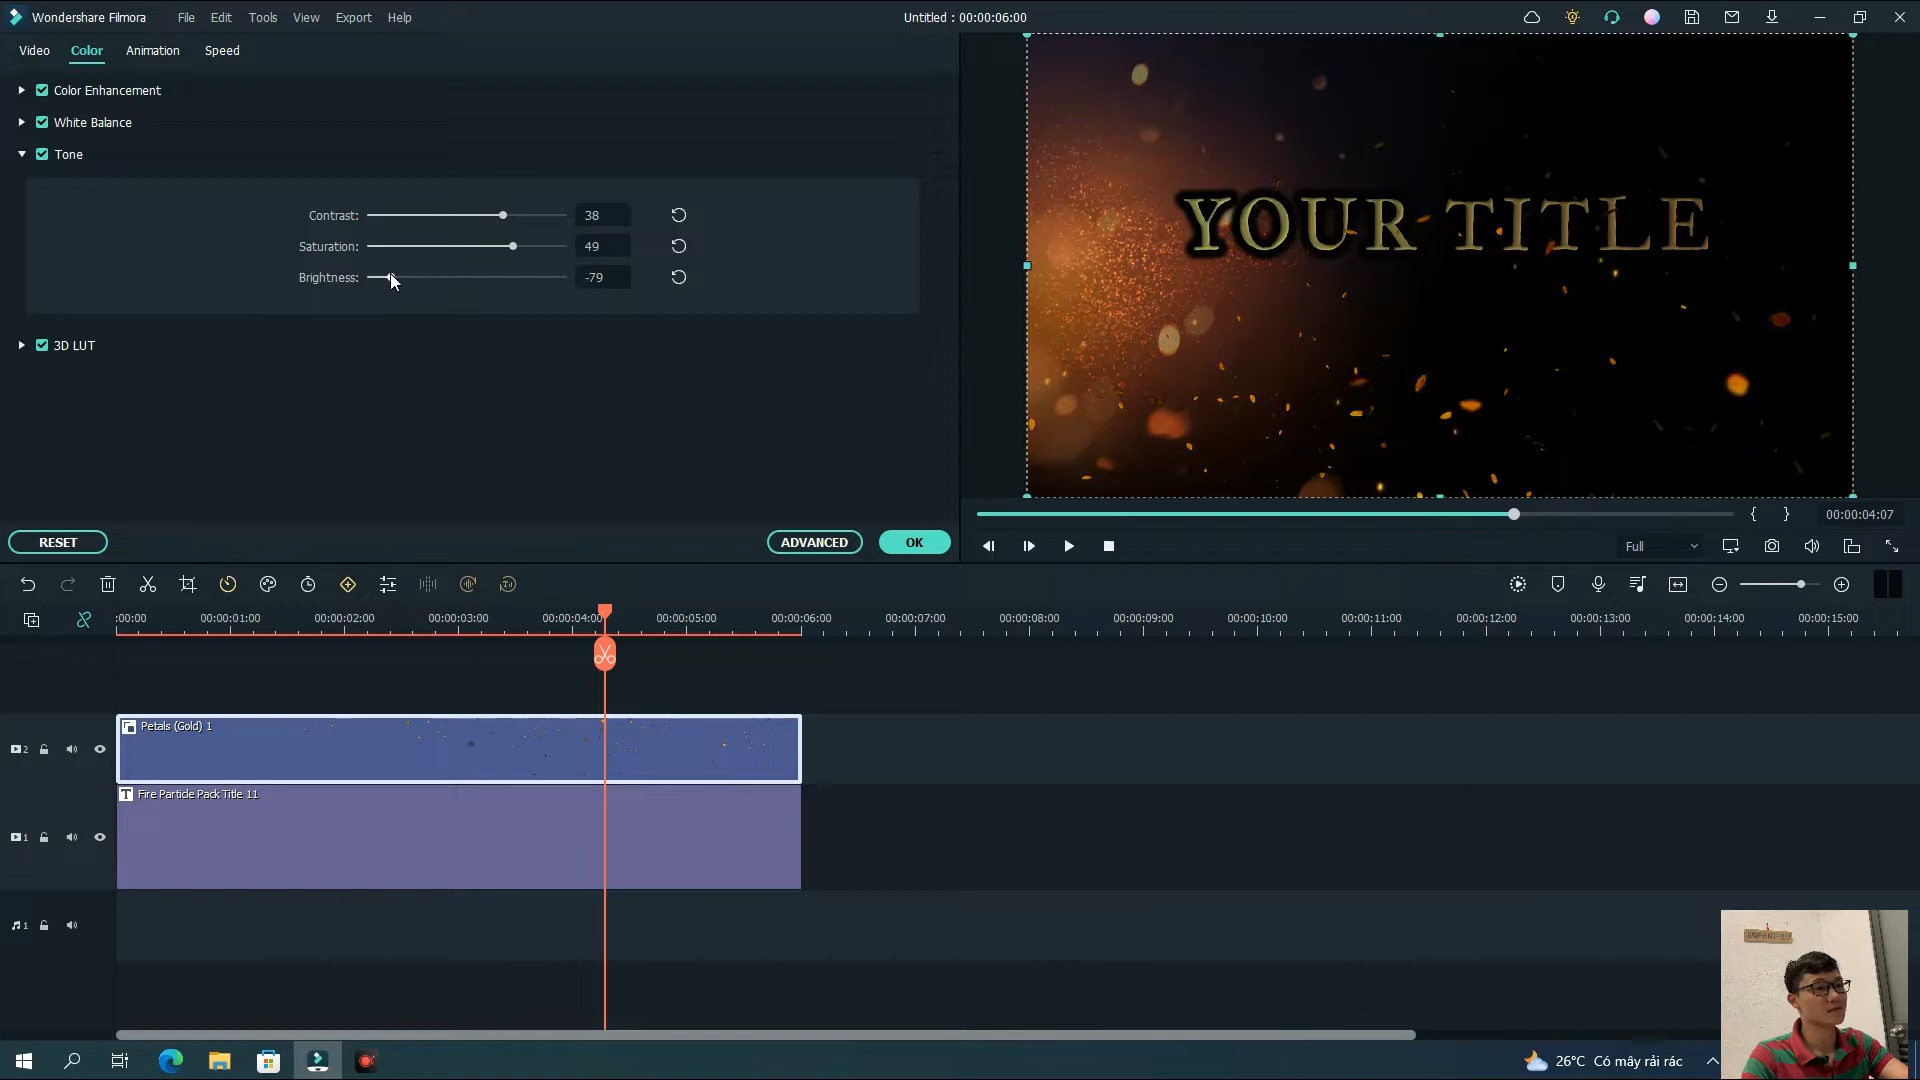 Wondershare Filmora File Edit Tools View Export Help Untitled : 00:00:06:00
Video Color Animation Speed
Color Enhancement
White Balance
Tone
Contrast: 38
Saturation: 49
Brightness: -79
3D LUT
YOUR TITLE
RESET ADVANCED OK
{ } 00:00:04:07
Full
:00:00 00:00:01:00 00:00:02:00 00:00:03:00 00:00:04:00 00:00:05:00 00:00:06:00 00:00:07:00 00:00:08:00 00:00:09:00 00:00:10:00 00:00:11:00 00:00:12:00 00:00:13:00 00:00:14:00 00:00:15:00
2 Petals (Gold) 1
1 T Fire Particle Pack Title 11
1
26°C Có mây rải rác